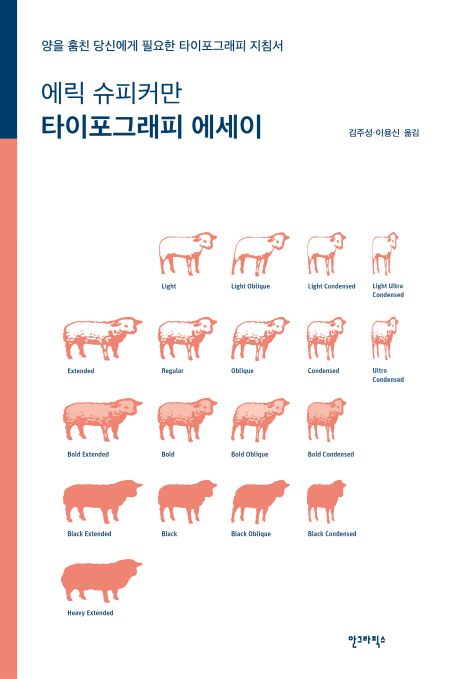 양을 훔친 당신에게 필요한 타이포그래피 지침서
에릭 슈피커만
타이포그래피 에세이
김주성·이용신 옮김
Light
Light Oblique
Light Condensed
Light Ultra
Condensed
Extended
Regular
Oblique
Condensed
Ultra
Condensed
Bold Extended
Bold
Bold Oblique
Bold Condensed
Black Extended
Black
Black Oblique
Black Condensed
Heavy Extended
안그라픽스